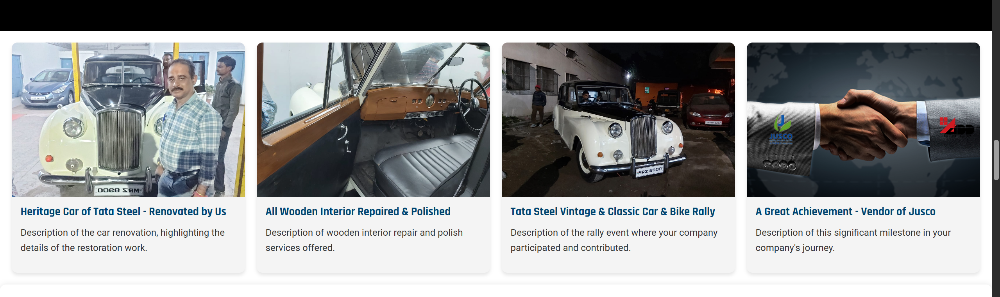 MRZ 8900
MRZ 8900
JUSCO
Heritage Car of Tata Steel - Renovated by Us
Description of the car renovation, highlighting the
details of the restoration work.
All Wooden Interior Repaired & Polished
Description of wooden interior repair and polish
services offered.
Tata Steel Vintage & Classic Car & Bike Rally
Description of the rally event where your company
participated and contributed.
A Great Achievement - Vendor of Jusco
Description of this significant milestone in your
company's journey.